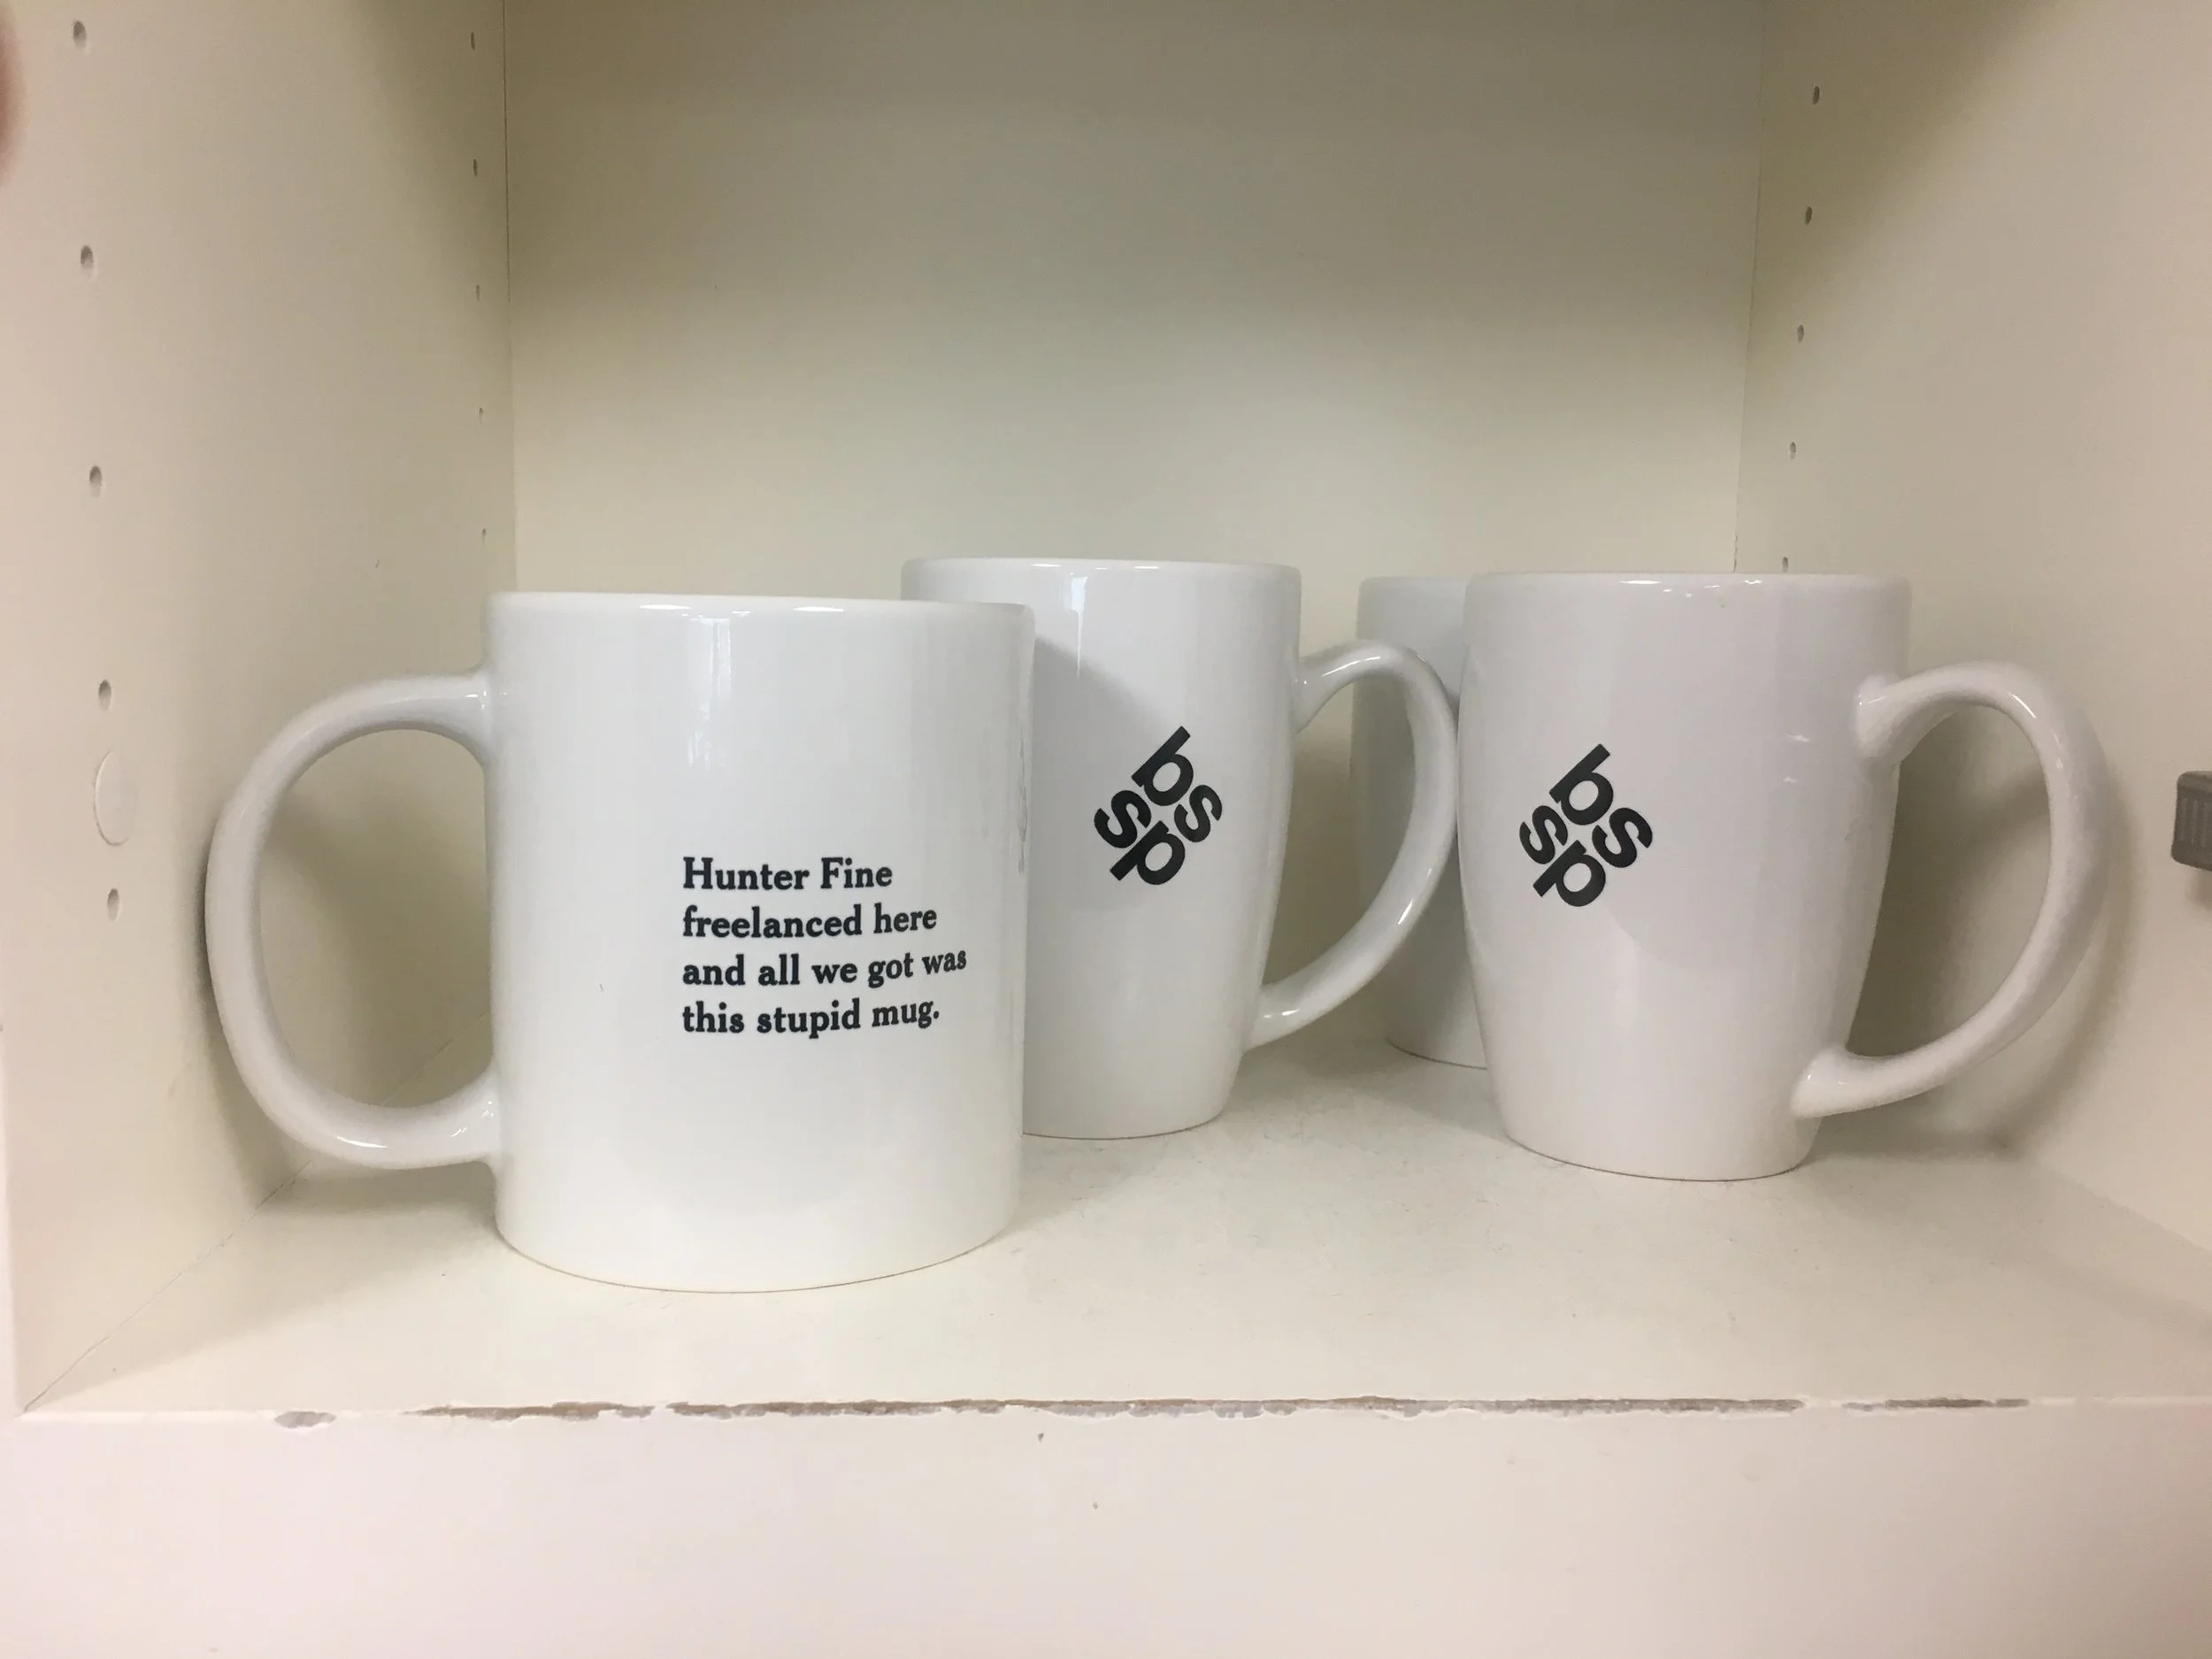 Hunter Fine
freelanced here
and all we got was
this stupid mug.
bs
sp
bs
sp